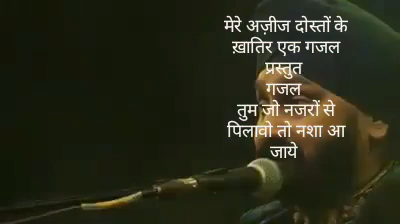 मेरे अज़ीज दोस्तों के
ख़ातिर एक गजल
प्रस्तुत
गजल
तुम जो नजरों से
पिलावो तो नशा आ
जाये